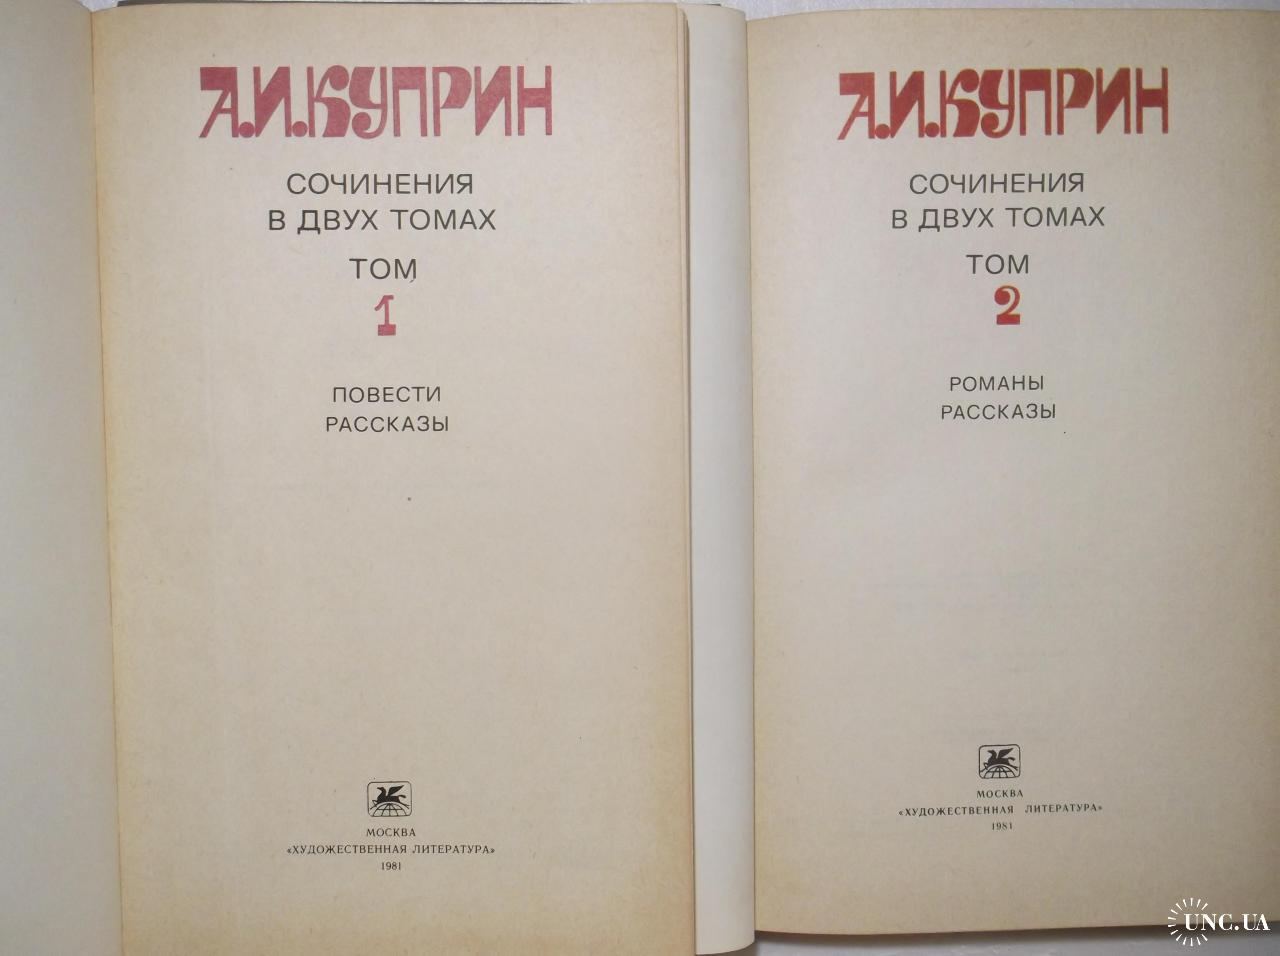 А.И.КУПРИН
СОЧИНЕНИЯ
В ДВУХ ТОМАХ
ТОМ
1
ПОВЕСТИ
РАССКАЗЫ
МОСКВА
«ХУДОЖЕСТВЕННАЯ ЛИТЕРАТУРА»
1981
А.И.КУПРИН
СОЧИНЕНИЯ
В ДВУХ ТОМАХ
ТОМ
2
РОМАНЫ
РАССКАЗЫ
МОСКВА
«ХУДОЖЕСТВЕННАЯ ЛИТЕРАТУРА»
1981
UNC.UA